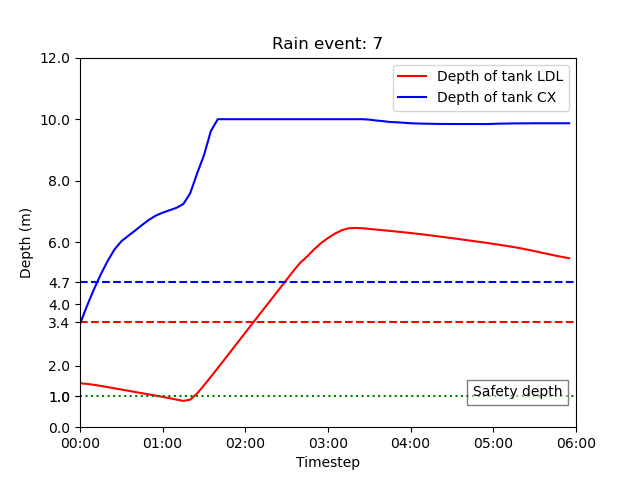 Rain event: 7
Depth of tank LDL
Depth of tank CX
Depth (m)
12.0
10.0
8.0
6.0
4.7
4.0
3.4
2.0
1.0
0.0
Safety depth
00:00 01:00 02:00 03:00 04:00 05:00 06:00
Timestep